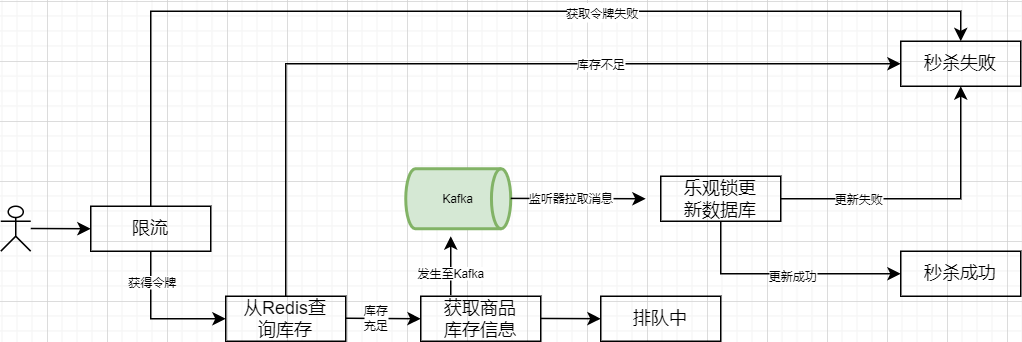 获取令牌失败
库存不足
秒杀失败
Kafka
监听器拉取消息
乐观锁更
新数据库
更新失败
限流
获得令牌
发生至Kafka
更新成功
秒杀成功
从Redis查
询库存
库存
充足
获取商品
库存信息
排队中